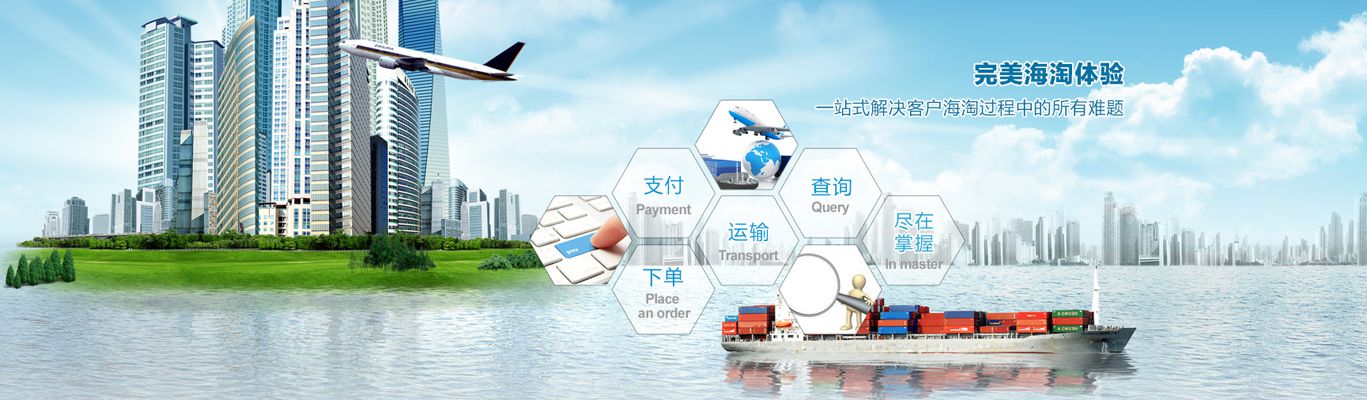 完美海淘体验
一站式解决客户海淘过程中的所有难题
支付
Payment
查询
Query
运输
Transport
尽在
掌握
In master
下单
Place
an order